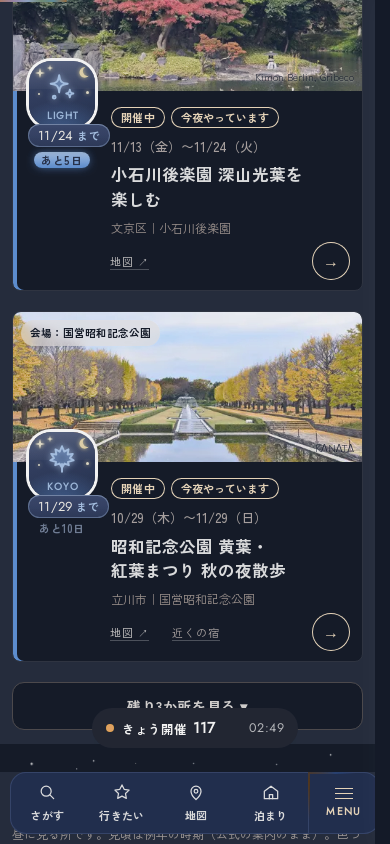 Kimon Berlin, Gribeco
LIGHT
11/24 まで
あと5日
開催中
今夜やっています
11/13（金）〜11/24（火）
小石川後楽園 深山光葉を
楽しむ
文京区｜小石川後楽園
地図 ↗
→
会場：国営昭和記念公園
KANATA
KOYO
11/29 まで
あと10日
開催中
今夜やっています
10/29（木）〜11/29（日）
昭和記念公園 黄葉・
紅葉まつり 秋の夜散歩
立川市｜国営昭和記念公園
地図 ↗
近くの宿
→
残り3か所を見る ▾
きょう開催 117 02:49
さがす
行きたい
地図
泊まり
MENU